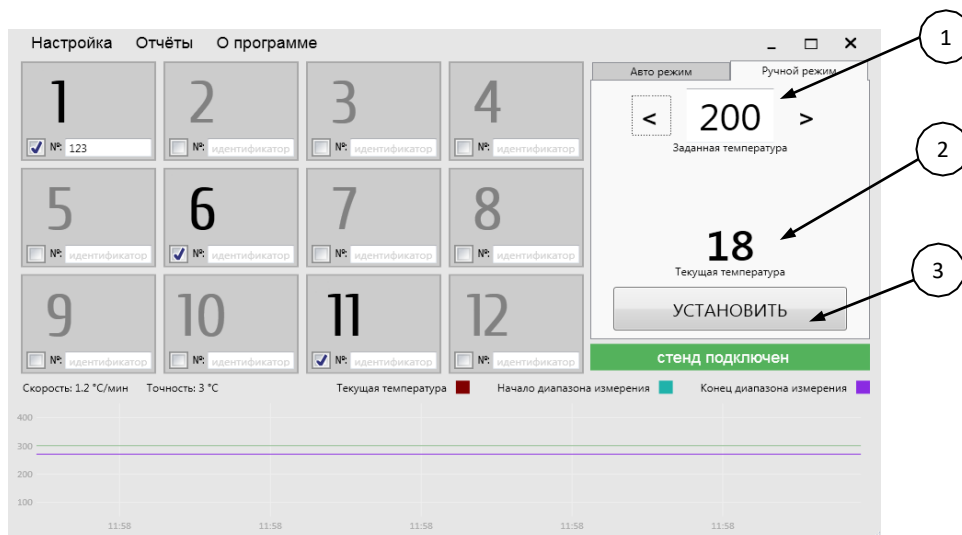 1
Настройка Отчёты О программе
Авто режим Ручной режим
1 2 3 4
< 200 >
Заданная температура
№: 123 №: идентификатор №: идентификатор №: идентификатор
2
5 6 7 8
18
Текущая температура
№: идентификатор №: идентификатор №: идентификатор №: идентификатор
3
9 10 11 12
УСТАНОВИТЬ
№: идентификатор №: идентификатор №: идентификатор №: идентификатор
стенд подключен
Скорость: 1.2 °C/мин Точность: 3 °C Текущая температура Начало диапазона измерения Конец диапазона измерения
400
300
200
100
11:58 11:58 11:58 11:58 11:58